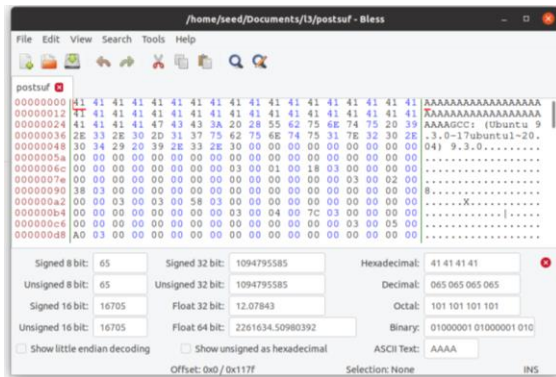 /home/seed/Documents/l3/postsuf - Bless
File Edit View Search Tools Help
postsuf
00000000 41 41 41 41 41 41 41 41 41 41 41 41 41 41 41 41 41 41 AAAAAAAAAAAAAAAAAA
00000012 41 41 41 41 41 41 41 41 41 41 41 41 41 41 41 41 41 41 AAAAAAAAAAAAAAAAAA
00000024 41 41 41 41 47 43 43 3A 20 28 55 62 75 6E 74 75 20 39 AAAAGCC: (Ubuntu 9
00000036 2E 33 2E 30 2D 31 37 75 62 75 6E 74 75 31 7E 32 30 2E .3.0-17ubuntu1~20.
00000048 30 34 29 20 39 2E 33 2E 30 00 00 00 00 00 00 00 00 00 04) 9.3.0.........
0000005a 00 00 00 00 00 00 00 00 00 00 00 00 00 00 00 00 00 00 ..................
0000006c 00 00 00 00 00 00 00 00 03 00 01 00 18 03 00 00 00 00 ..................
0000007e 00 00 00 00 00 00 00 00 00 00 00 00 00 00 03 00 02 00 ..................
00000090 38 03 00 00 00 00 00 00 00 00 00 00 00 00 00 00 00 00 8.................
000000a2 00 00 03 00 03 00 58 03 00 00 00 00 00 00 00 00 00 00 ......X...........
000000b4 00 00 00 00 00 00 00 00 03 00 04 00 7C 03 00 00 00 00 ............|.....
000000c6 00 00 00 00 00 00 00 00 00 00 00 00 00 00 03 00 05 00 ..................
000000d8 A0 03 00 00 00 00 00 00 00 00 00 00 00 00 00 00 00 00 ..................
Signed 8 bit: 65 Signed 32 bit: 1094795585 Hexadecimal: 41 41 41 41
Unsigned 8 bit: 65 Unsigned 32 bit: 1094795585 Decimal: 065 065 065 065
Signed 16 bit: 16705 Float 32 bit: 12.07843 Octal: 101 101 101 101
Unsigned 16 bit: 16705 Float 64 bit: 2261634.50980392 Binary: 01000001 01000001 010
Show little endian decoding Show unsigned as hexadecimal ASCII Text: AAAA
Offset: 0x0 / 0x117f Selection: None INS